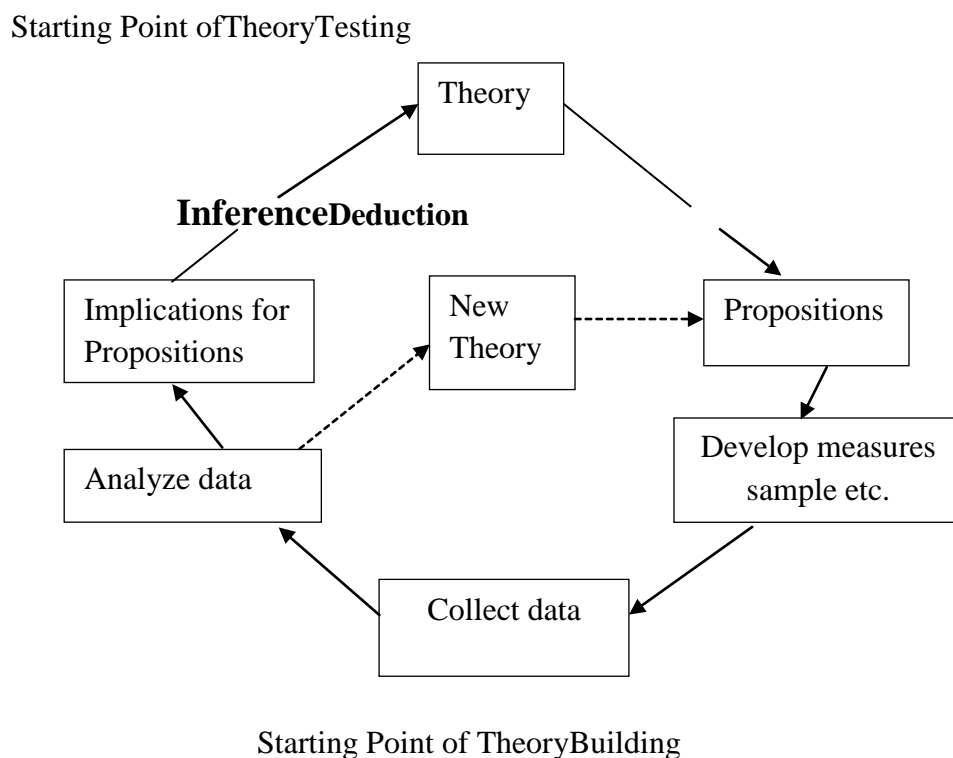 Starting Point ofTheoryTesting
Theory
InferenceDeduction
Implications for
Propositions
New
Theory
Propositions
Analyze data
Develop measures
sample etc.
Collect data
Starting Point of TheoryBuilding